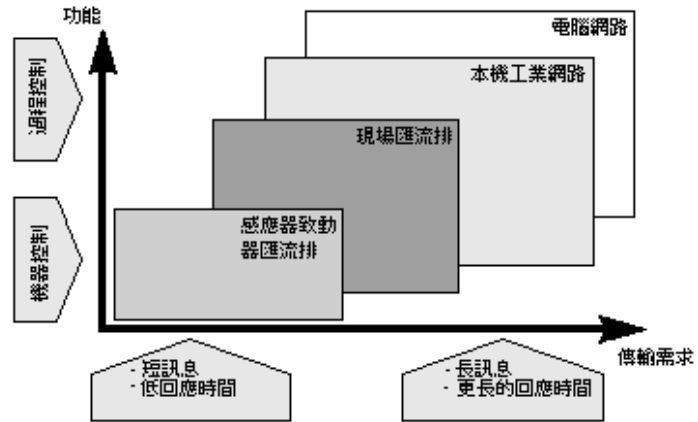 功能
電腦網路
本機工業網路
現場匯流排
感應器致動
器匯流排
過程控制
機器控制
傳輸需求
- 短訊息
- 低回應時間
- 長訊息
- 更長的回應時間